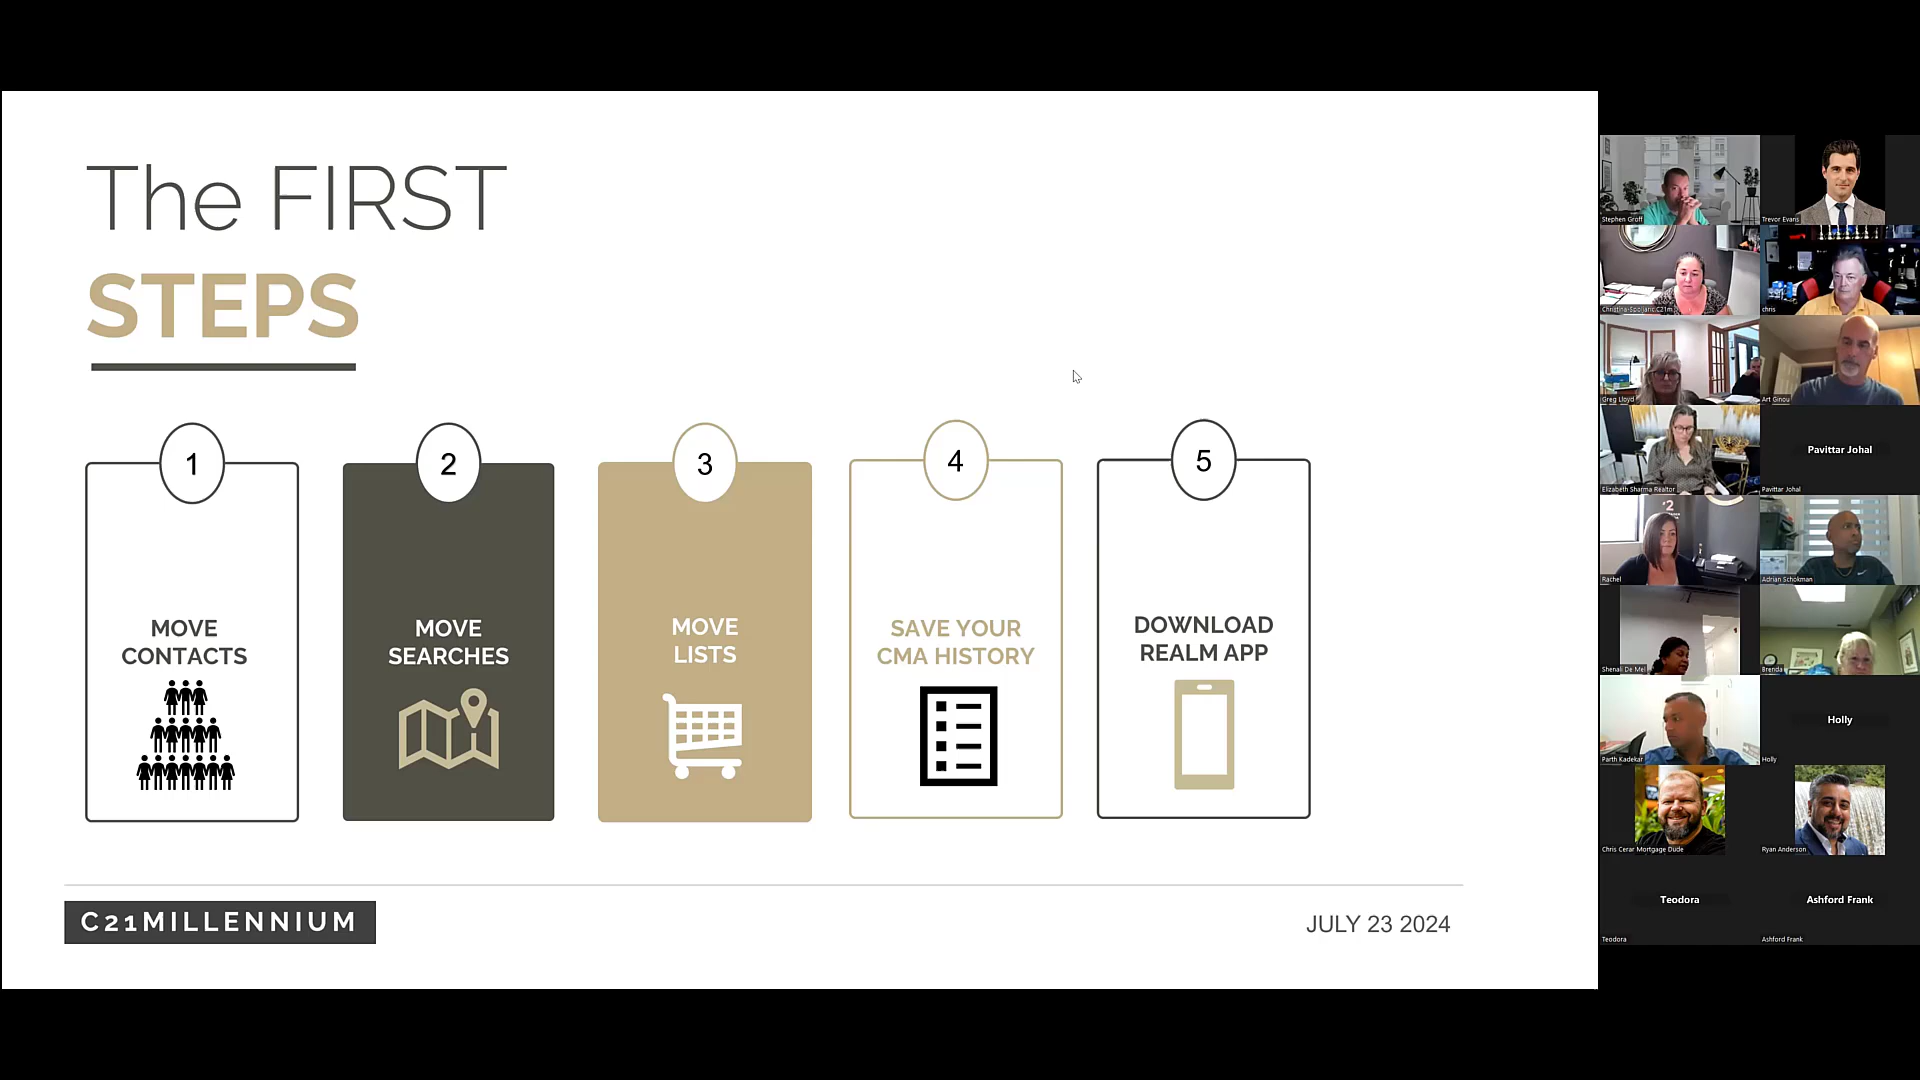 The FIRST
STEPS
1
2
3
4
5
MOVE
CONTACTS
MOVE
SEARCHES
MOVE
LISTS
SAVE YOUR
CMA HISTORY
DOWNLOAD
REALM APP
C21MILLENNIUM
JULY 23 2024
Stephen Groff
Trevor Evans
chris
Greg Lloyd
Art Ginou
Elizabeth Sharma Realtor
Pavittar Johal
Pavittar Johal
Rachel
Adrian Schokman
Shenali De Mel
Brenda
Parth Kadekar
Holly
Holly
Chris Cerar Mortgage Dude
Ryan Anderson
Teodora
Teodora
Ashford Frank
Ashford Frank